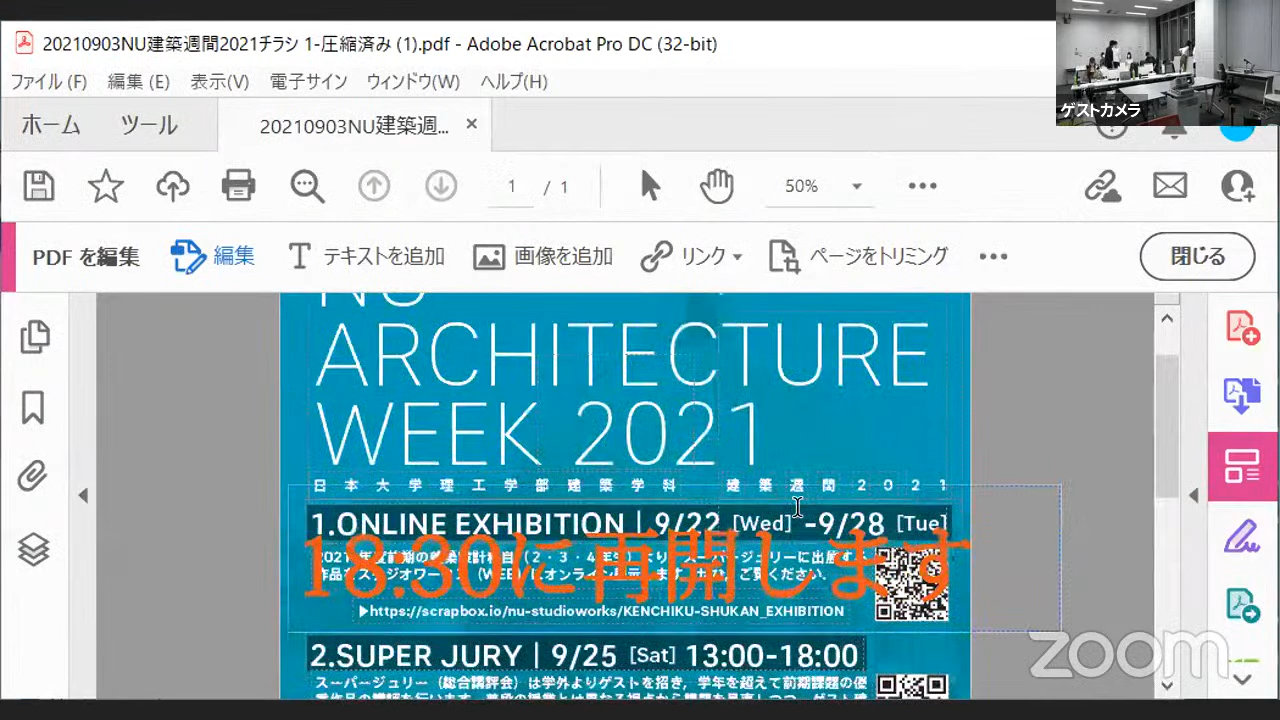 20210903NU建築週間2021チラシ 1-圧縮済み (1).pdf - Adobe Acrobat Pro DC (32-bit)
ファイル(F) 編集(E) 表示(V) 電子サイン ウィンドウ(W) ヘルプ(H)
ゲストカメラ
ホーム ツール 20210903NU建築週... ×
1 / 1 50%
PDF を編集 編集 テキストを追加 画像を追加 リンク ページをトリミング 閉じる
NU
ARCHITECTURE
WEEK 2021
日本大学理工学部建築学科 建築週間2021
1.ONLINE EXHIBITION | 9/22 [Wed] -9/28 [Tue]
18:30に再開します
▶https://scrapbox.io/nu-studioworks/KENCHIKU-SHUKAN_EXHIBITION
2.SUPER JURY | 9/25 [Sat] 13:00-18:00
スーパージュリー（総合講評会）は学外よりゲストを招き，学年を超えて前期課題の優
zoom